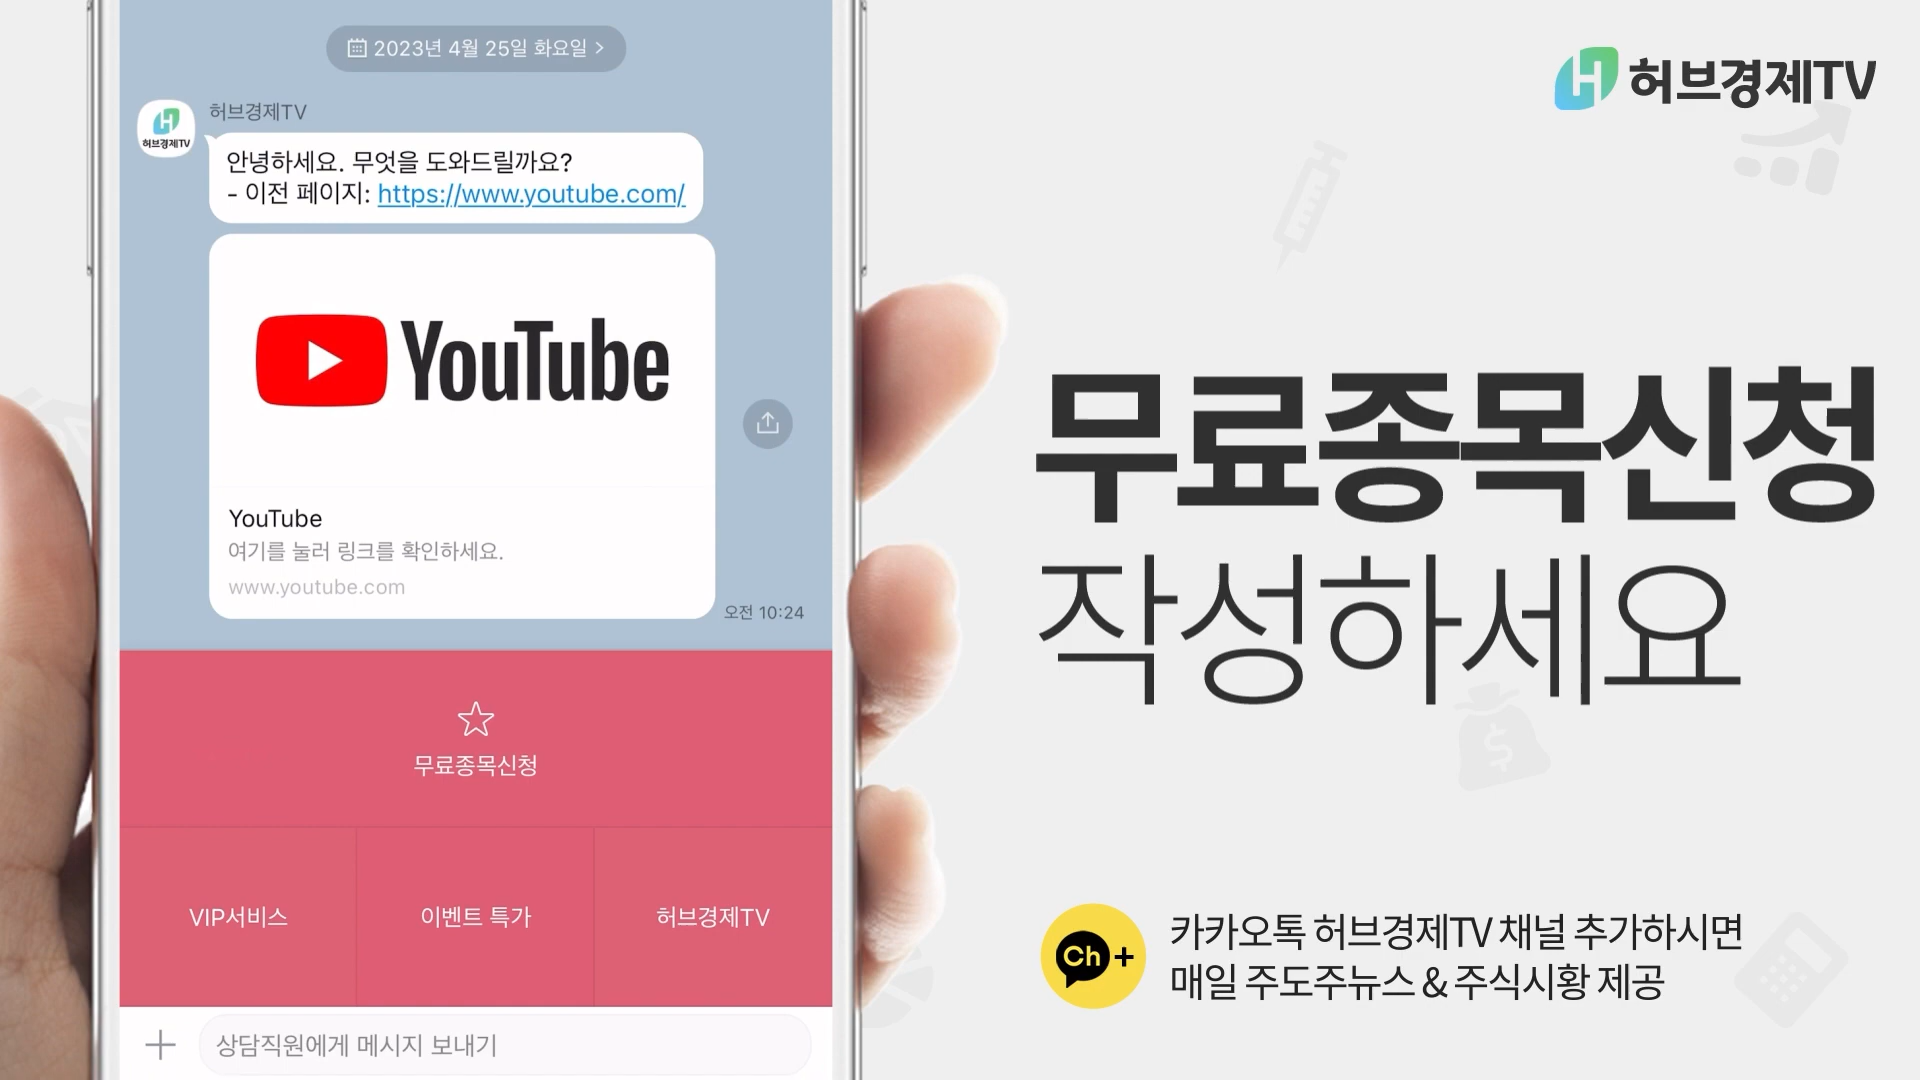 2023년 4월 25일 화요일 >
허브경제TV
허브경제TV
안녕하세요. 무엇을 도와드릴까요?
- 이전 페이지: https://www.youtube.com/
YouTube
YouTube
여기를 눌러 링크를 확인하세요.
www.youtube.com
오전 10:24
무료종목신청
VIP서비스
이벤트 특가
허브경제TV
상담직원에게 메시지 보내기
허브경제TV
무료종목신청
작성하세요
Ch+
카카오톡 허브경제TV 채널 추가하시면
매일 주도주뉴스 & 주식시황 제공